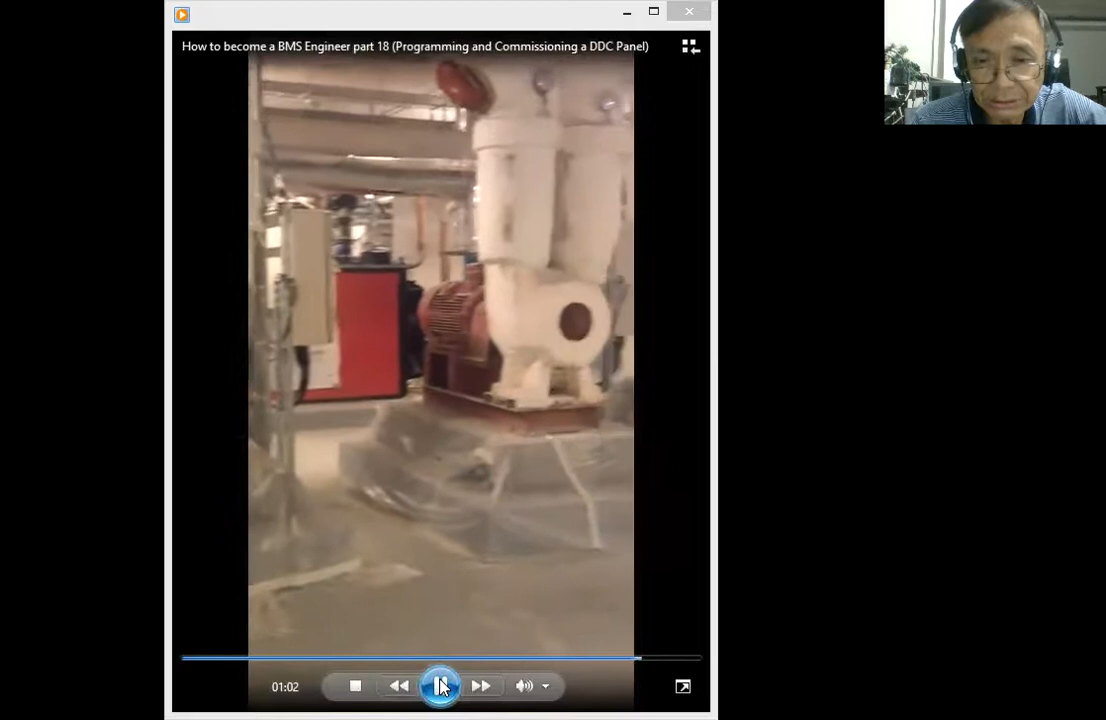 How to become a BMS Engineer part 18 (Programming and Commissioning a DDC Panel)
01:02